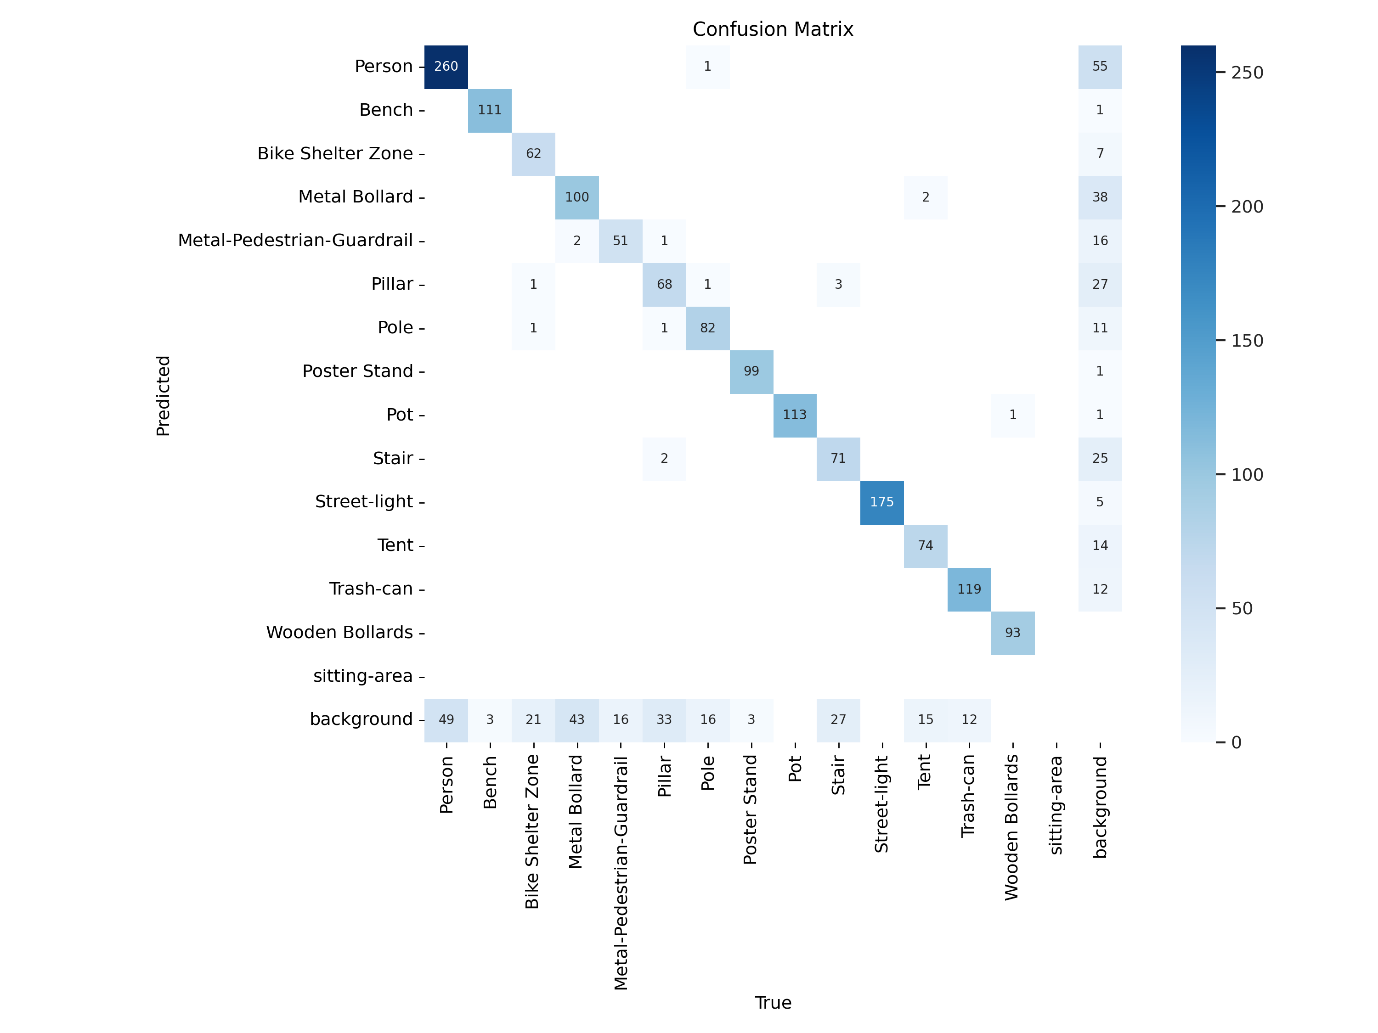 Confusion Matrix
Person 260 1 55
Bench 111 1
Bike Shelter Zone 62 7
Metal Bollard 100 2 38
Metal-Pedestrian-Guardrail 2 51 1 16
Pillar 1 68 1 3 27
Pole 1 1 82 11
Poster Stand 99 1
Pot 113 1 1
Stair 2 71 25
Street-light 175 5
Tent 74 14
Trash-can 119 12
Wooden Bollards 93
sitting-area
background 49 3 21 43 16 33 16 3 27 15 12
Predicted
Person
Bench
Bike Shelter Zone
Metal Bollard
Metal-Pedestrian-Guardrail
Pillar
Pole
Poster Stand
Pot
Stair
Street-light
Tent
Trash-can
Wooden Bollards
sitting-area
background
True
250
200
150
100
50
0